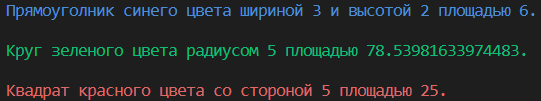 Прямоуголник синего цвета шириной 3 и высотой 2 площадью 6.
Круг зеленого цвета радиусом 5 площадью 78.53981633974483.
Квадрат красного цвета со стороной 5 площадью 25.